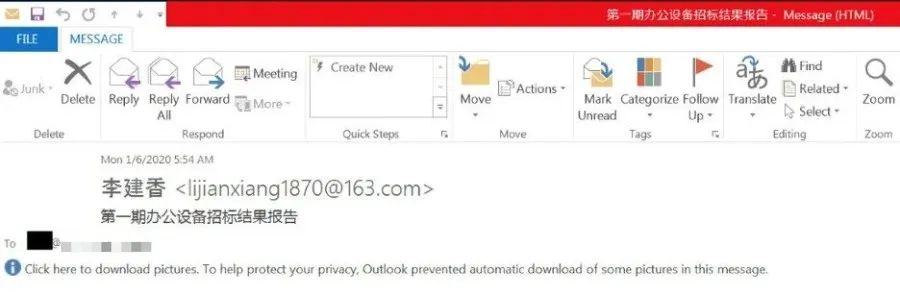 第一期办公设备招标结果报告 - Message (HTML)
FILE MESSAGE
Junk Delete Reply Reply All Forward Meeting More Create New Move Actions Mark Unread Categorize Follow Up Translate Find Related Select Zoom
Delete Respond Quick Steps Move Tags Editing Zoom
Mon 1/6/2020 5:54 AM
李建香 <lijianxiang1870@163.com>
第一期办公设备招标结果报告
To @
Click here to download pictures. To help protect your privacy, Outlook prevented automatic download of some pictures in this message.